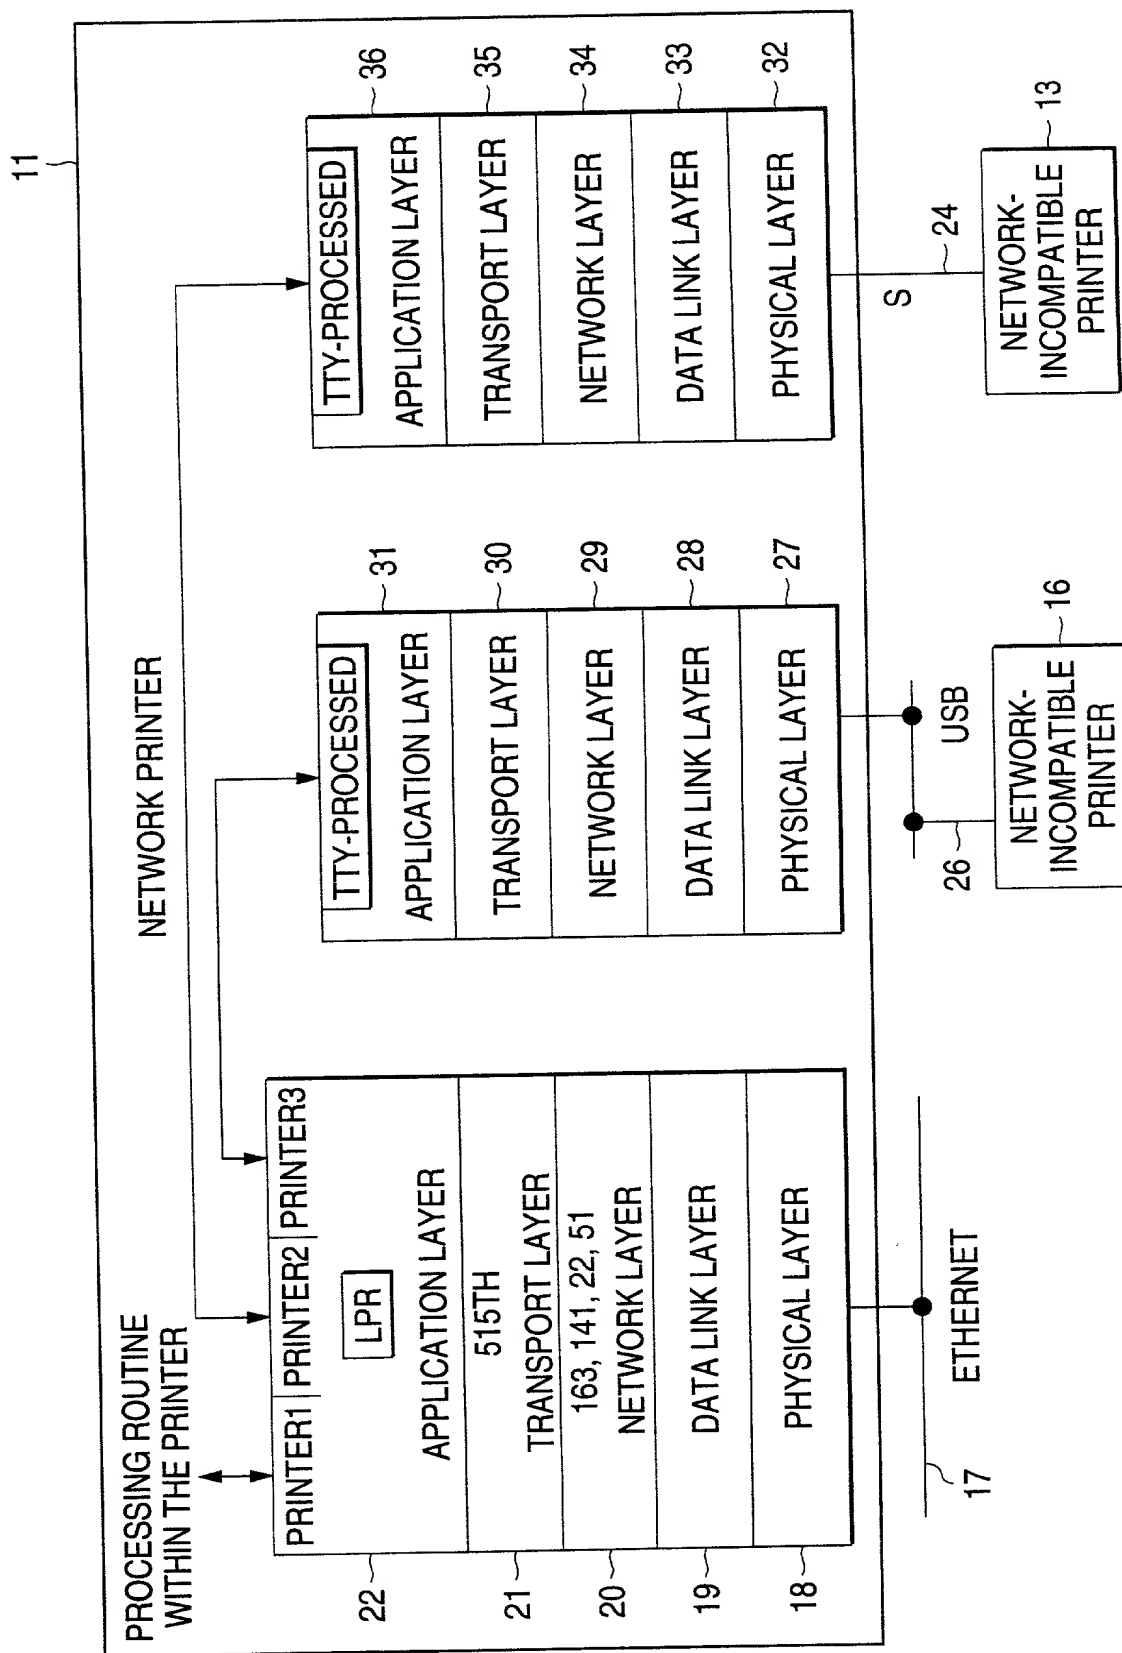 11
NETWORK PRINTER
PROCESSING ROUTINE
WITHIN THE PRINTER
PRINTER1
PRINTER2
PRINTER3
LPR
APPLICATION LAYER
22
515TH
TRANSPORT LAYER
21
163, 141, 22, 51
NETWORK LAYER
20
DATA LINK LAYER
19
PHYSICAL LAYER
18
17
ETHERNET
TTY-PROCESSED
APPLICATION LAYER
31
TRANSPORT LAYER
30
NETWORK LAYER
29
DATA LINK LAYER
28
PHYSICAL LAYER
27
USB
26
NETWORK-
INCOMPATIBLE
PRINTER
16
TTY-PROCESSED
APPLICATION LAYER
36
TRANSPORT LAYER
35
NETWORK LAYER
34
DATA LINK LAYER
33
PHYSICAL LAYER
32
S
24
NETWORK-
INCOMPATIBLE
PRINTER
13